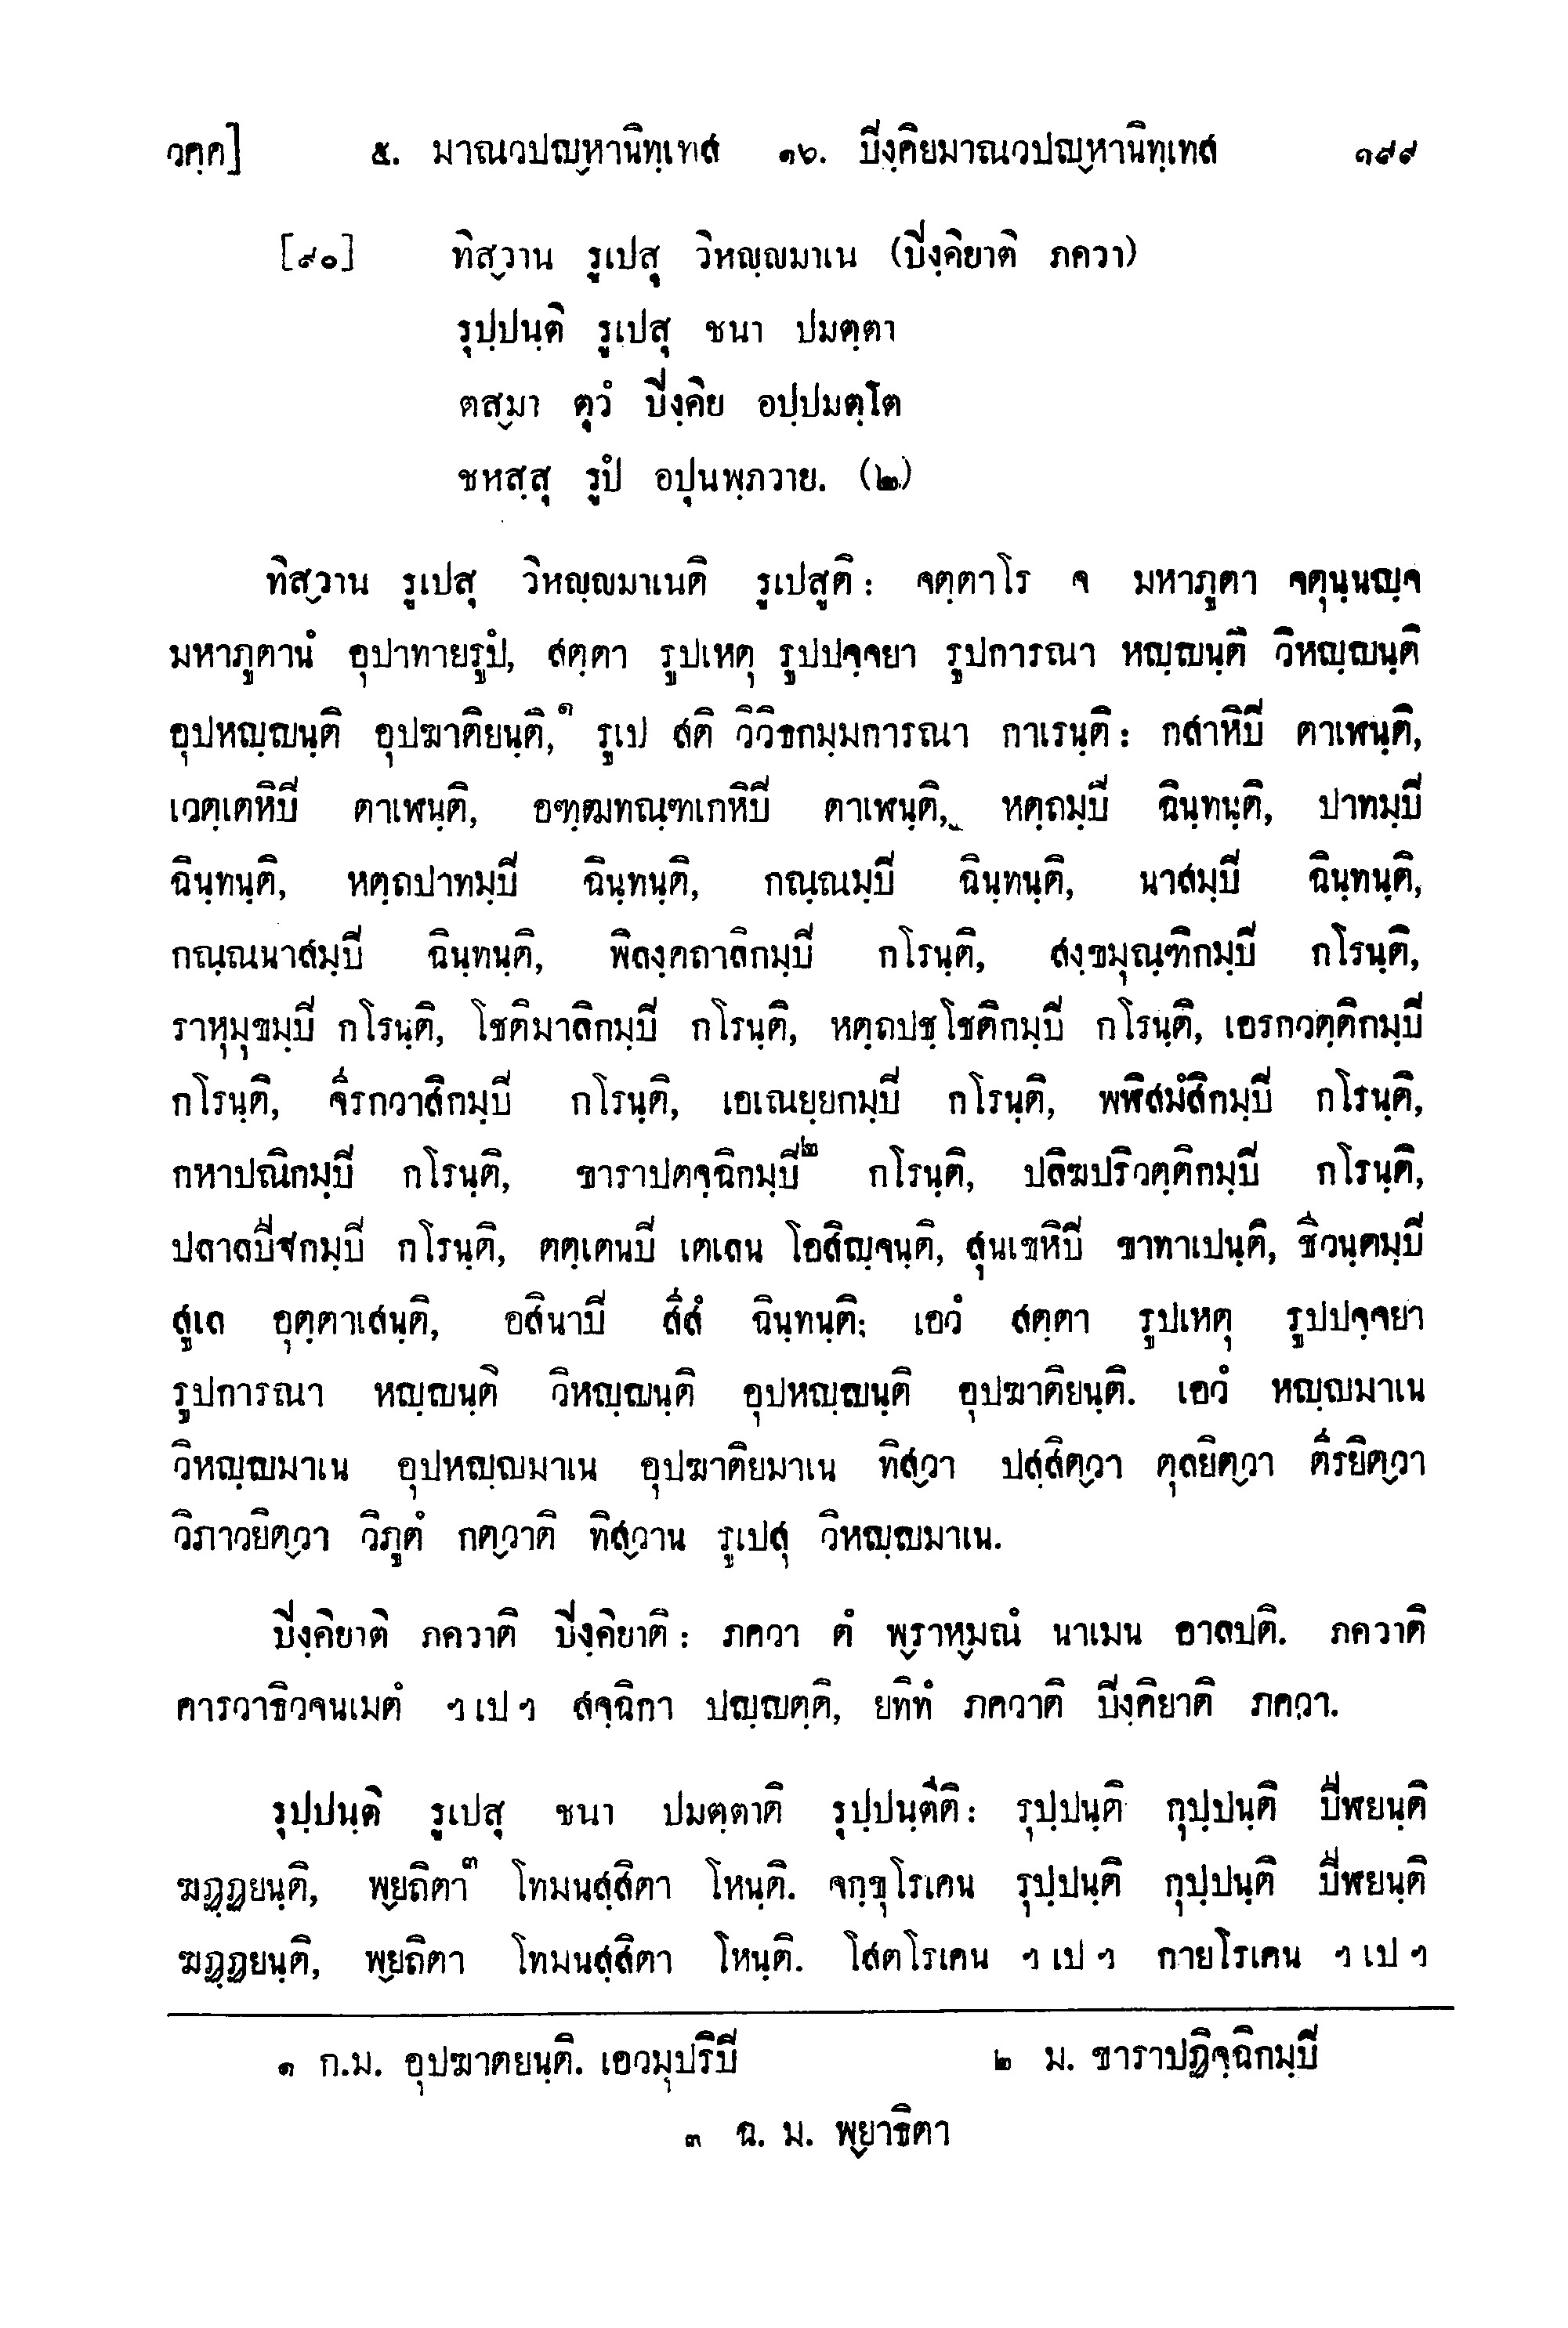 วคฺค]	๕. มาณวปญฺหานิทฺเทส ๑๖. ปิงฺคิยมาณวปญฺหานิทฺเทส	๑๙๙
[๙๐] ทิสฺวาน รูเปสุ วิหญฺญมาเน (ปิงฺคิยาติ ภควา)
รุปฺปนฺติ รูเปสุ ชนา ปมตฺตา
ตสฺมา ตุวํ ปิงฺคิย อปฺปมตฺโต
ชหสฺสุ รูปํ อปุนพฺภวาย. (๒)
ทิสฺวาน รูเปสุ วิหญฺญมาเนติ รูเปสูติ: จตฺตาโร จ มหาภูตา จตุนฺนญฺจ
มหาภูตานํ อุปาทายรูปํ, สตฺตา รูปเหตุ รูปปจฺจยา รูปการณา หญฺญนฺติ วิหญฺญนฺติ
อุปหญฺญนฺติ อุปฆาติยนฺติ,๑ รูเป สติ วิวิธกมฺมการณา กาเรนฺติ: กสาหิปิ ตาเฬนฺติ,
เวตฺเตหิปิ ตาเฬนฺติ, อฑฺฒทณฺฑเกหิปิ ตาเฬนฺติ, หตฺถมฺปิ ฉินฺทนฺติ, ปาทมฺปิ
ฉินฺทนฺติ, หตฺถปาทมฺปิ ฉินฺทนฺติ, กณฺณมฺปิ ฉินฺทนฺติ, นาสมฺปิ ฉินฺทนฺติ,
กณฺณนาสมฺปิ ฉินฺทนฺติ, พิลงฺคถาลิกมฺปิ กโรนฺติ, สงฺขมุณฺฑิกมฺปิ กโรนฺติ,
ราหุมุขมฺปิ กโรนฺติ, โชติมาลิกมฺปิ กโรนฺติ, หตฺถปชฺโชติกมฺปิ กโรนฺติ, เอรกวตฺติกมฺปิ
กโรนฺติ, จีรกวาสิกมฺปิ กโรนฺติ, เอเณยฺยกมฺปิ กโรนฺติ, พฬิสมํสิกมฺปิ กโรนฺติ,
กหาปณิกมฺปิ กโรนฺติ, ขาราปตจฺฉิกมฺปิ๒ กโรนฺติ, ปลิฆปริวตฺติกมฺปิ กโรนฺติ,
ปลาลปีฐกมฺปิ กโรนฺติ, ตตฺเตนปิ เตเลน โอสิญฺจนฺติ, สุนเขหิปิ ขาทาเปนฺติ, ชีวนฺตมฺปิ
สูเล อุตฺตาเสนฺติ, อสินาปิ สีสํ ฉินฺทนฺติ; เอวํ สตฺตา รูปเหตุ รูปปจฺจยา
รูปการณา หญฺญนฺติ วิหญฺญนฺติ อุปหญฺญนฺติ อุปฆาติยนฺติ. เอวํ หญฺญมาเน
วิหญฺญมาเน อุปหญฺญมาเน อุปฆาติยมาเน ทิสฺวา ปสฺสิตฺวา ตุลยิตฺวา ตีรยิตฺวา
วิภาวยิตฺวา วิภูตํ กตฺวาติ ทิสฺวาน รูเปสุ วิหญฺญมาเน.
ปิงฺคิยาติ ภควาติ ปิงฺคิยาติ: ภควา ตํ พฺราหฺมณํ นาเมน อาลปติ. ภควาติ
คารวาธิวจนเมตํ ฯ เป ฯ สจฺฉิกา ปญฺญตฺติ, ยทิทํ ภควาติ ปิงฺคิยาติ ภควา.
รุปฺปนฺติ รูเปสุ ชนา ปมตฺตาติ รุปฺปนฺตีติ: รุปฺปนฺติ กุปฺปนฺติ ปีฬยนฺติ
ฆฏฺฏยนฺติ, พฺยถิตา๓ โทมนสฺสิตา โหนฺติ. จกฺขุโรเคน รุปฺปนฺติ กุปฺปนฺติ ปีฬยนฺติ
ฆฏฺฏยนฺติ, พฺยถิตา โทมนสฺสิตา โหนฺติ. โสตโรเคน ฯ เป ฯ กายโรเคน ฯ เป ฯ
๑ ก.ม. อุปฆาตยนฺติ. เอวมุปริปิ	๒ ม. ขาราปฏิจฺฉิกมฺปิ
๓ ฉ. ม. พฺยาธิตา